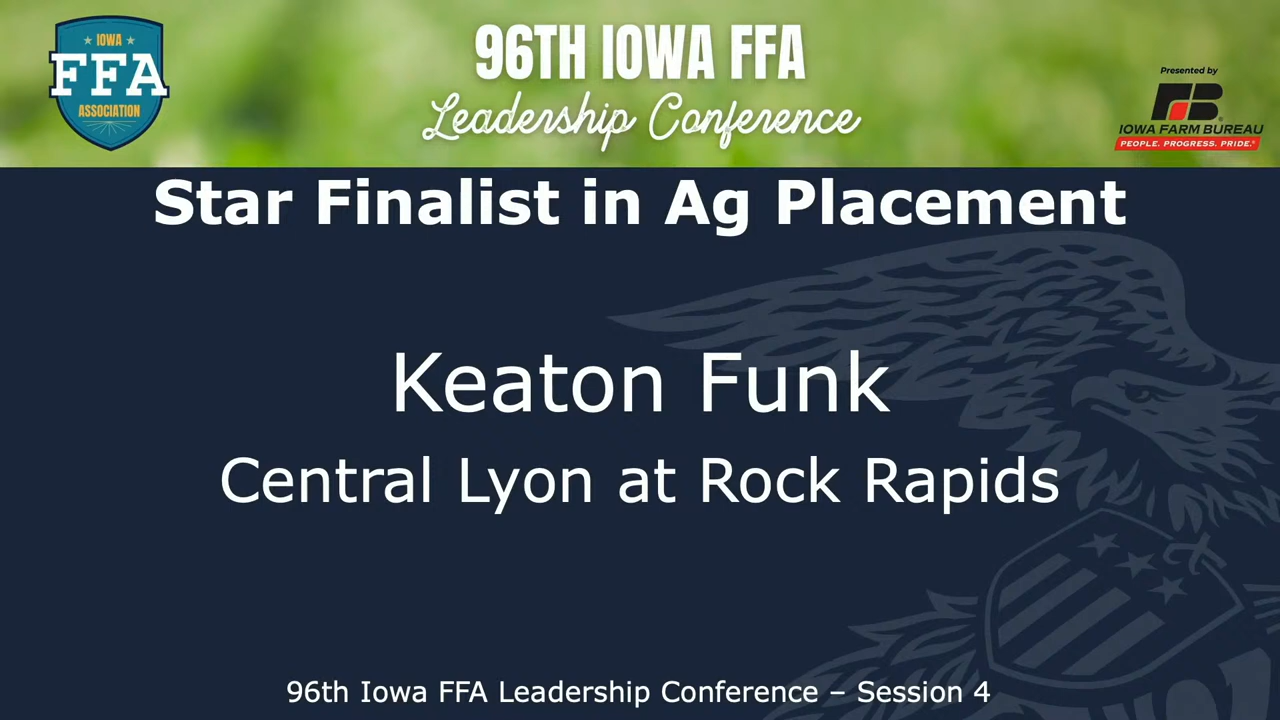 IOWA
FFA
ASSOCIATION
96TH IOWA FFA
Leadership Conference
Presented by
FB
IOWA FARM BUREAU
PEOPLE. PROGRESS. PRIDE.®
Star Finalist in Ag Placement
Keaton Funk
Central Lyon at Rock Rapids
96th Iowa FFA Leadership Conference – Session 4